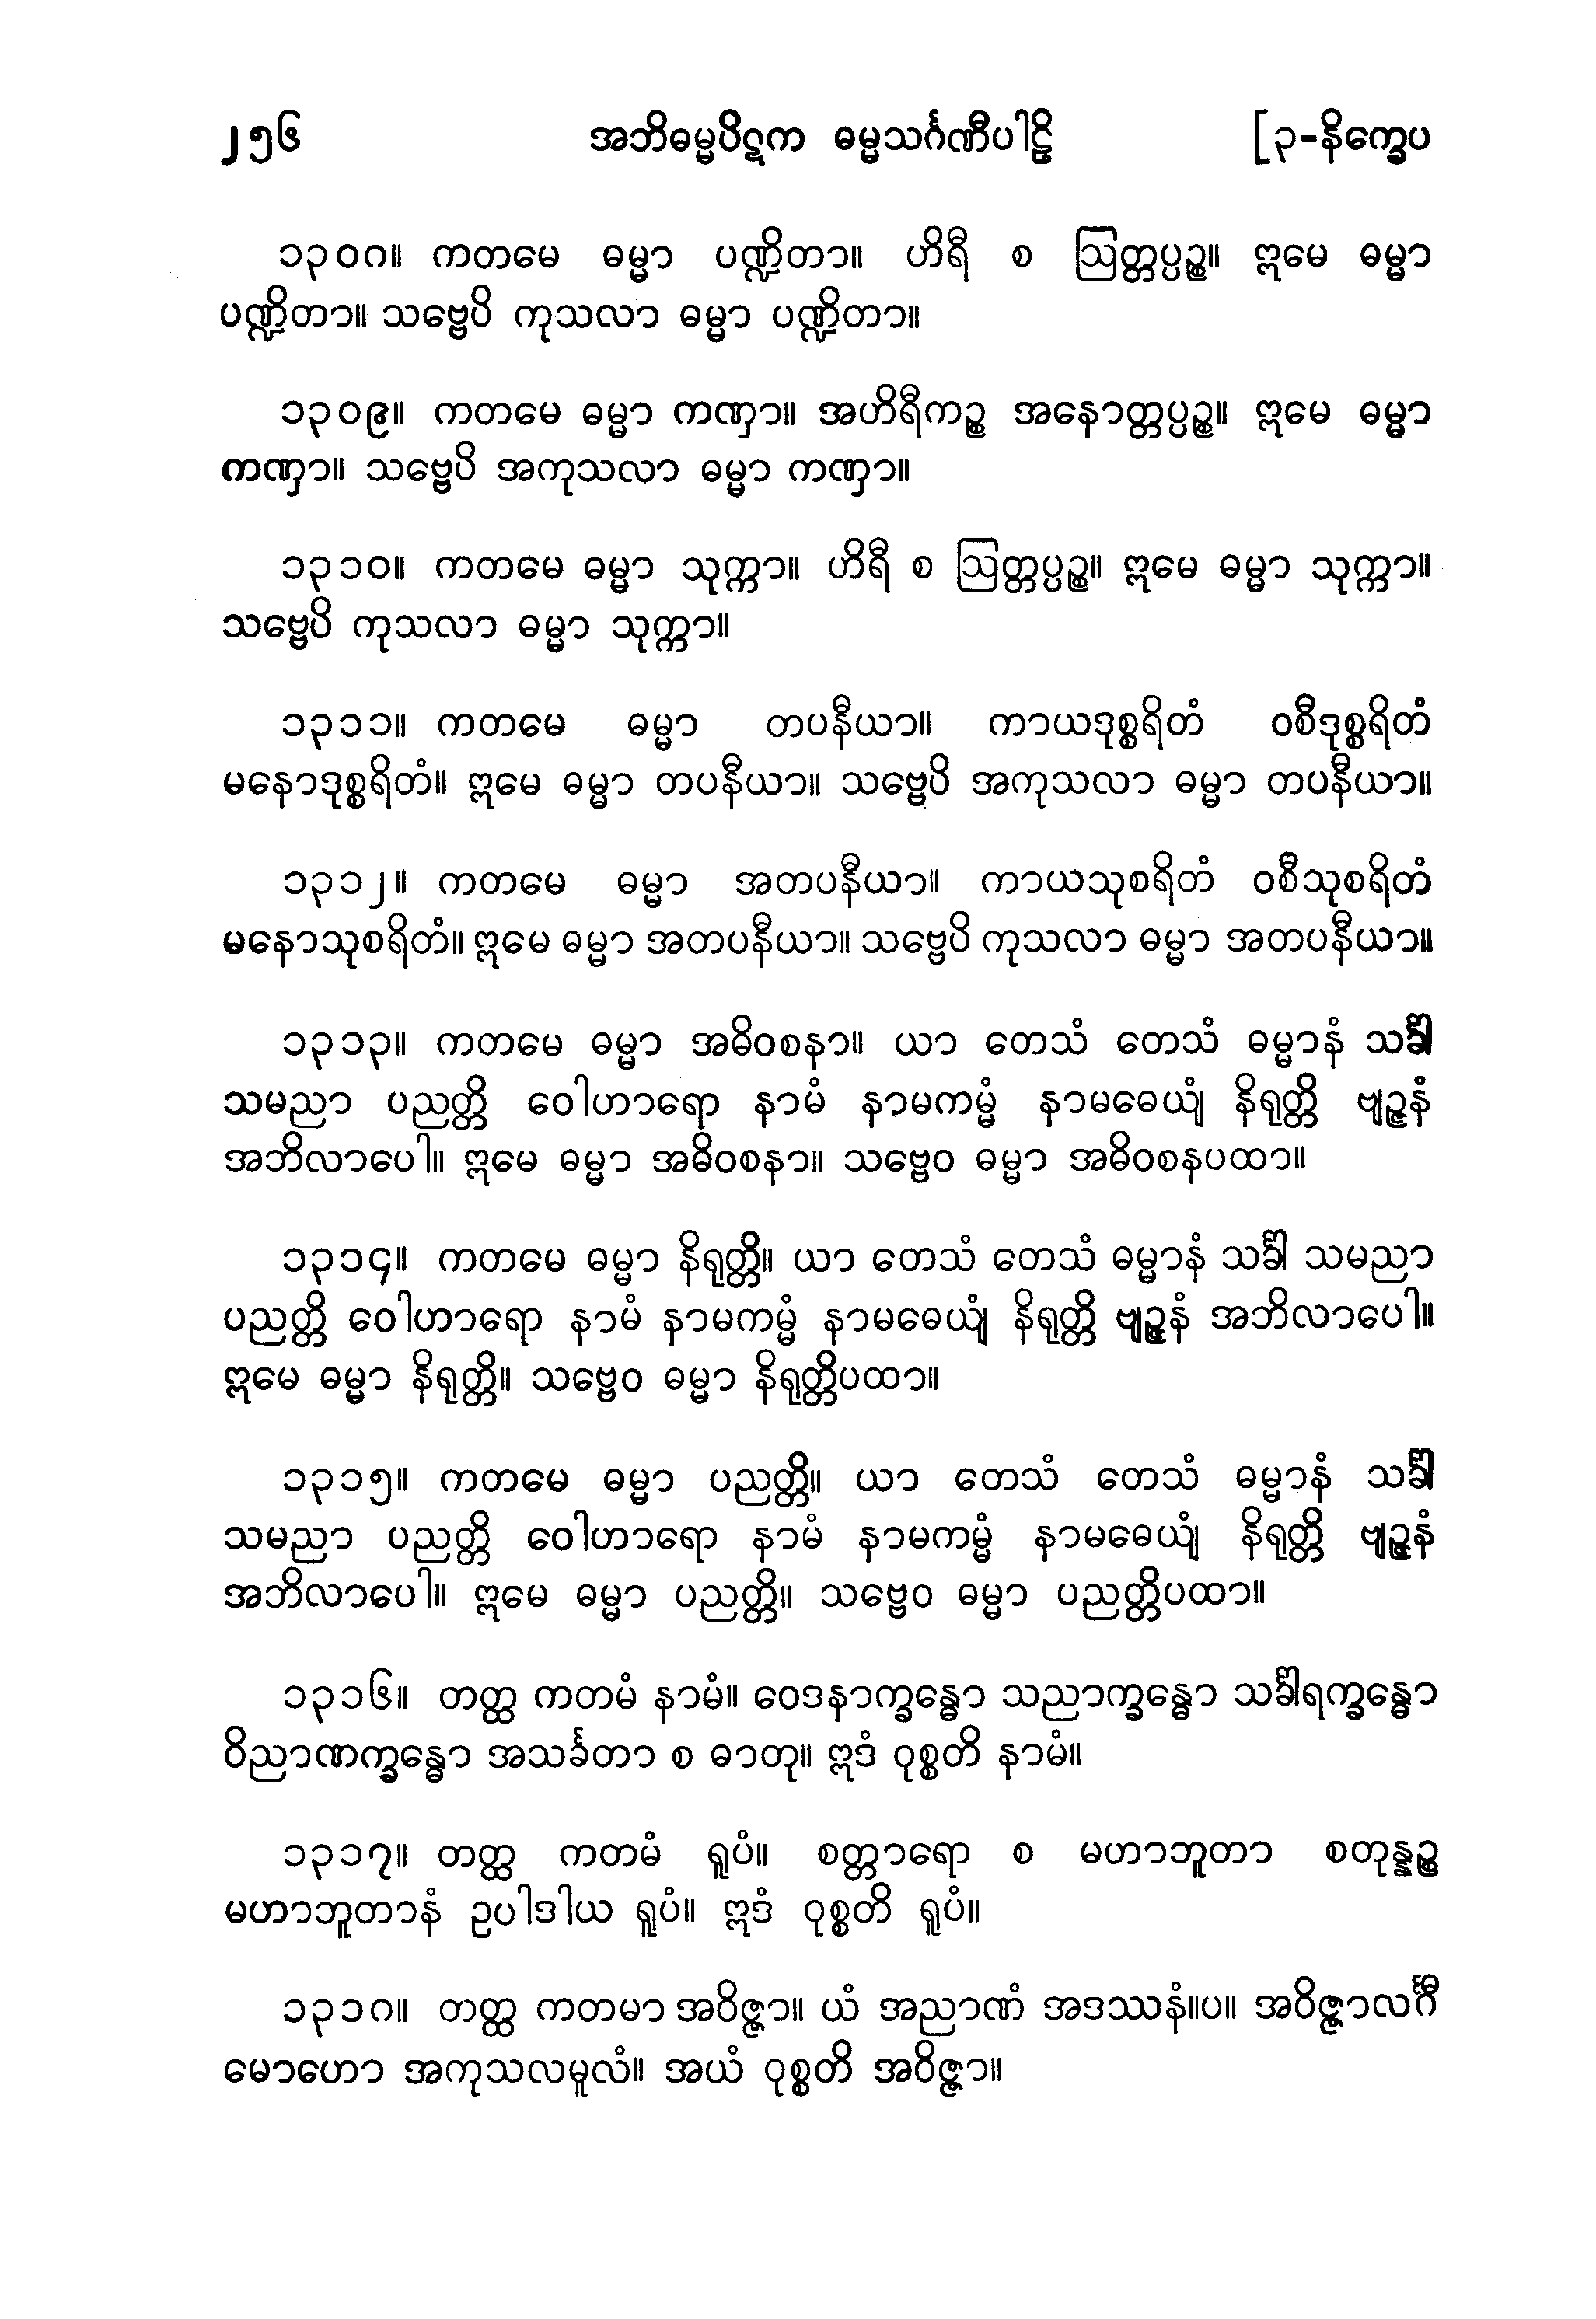 ၂၅၆ အဘိဓမ္မပိဋက ဓမ္မသင်္ဂဏီပါဠိ [၃-နိက္ခေပ
၁၃၀၈။ ကတမေ ဓမ္မာ ပဏ္ဍိတာ။ ဟိရီ စ ဩတ္တပ္ပဉ္စ။ ဣမေ ဓမ္မာ
ပဏ္ဍိတာ။ သဗ္ဗေပိ ကုသလာ ဓမ္မာ ပဏ္ဍိတာ။
၁၃၀၉။ ကတမေ ဓမ္မာ ကဏှာ။ အဟိရီကဉ္စ အနောတ္တပ္ပဉ္စ။ ဣမေ ဓမ္မာ
ကဏှာ။ သဗ္ဗေပိ အကုသလာ ဓမ္မာ ကဏှာ။
၁၃၁၀။ ကတမေ ဓမ္မာ သုက္ကာ။ ဟိရီ စ ဩတ္တပ္ပဉ္စ။ ဣမေ ဓမ္မာ သုက္ကာ။
သဗ္ဗေပိ ကုသလာ ဓမ္မာ သုက္ကာ။
၁၃၁၁။ ကတမေ ဓမ္မာ တပနီယာ။ ကာယဒုစ္စရိတံ ဝစီဒုစ္စရိတံ
မနောဒုစ္စရိတံ။ ဣမေ ဓမ္မာ တပနီယာ။ သဗ္ဗေပိ အကုသလာ ဓမ္မာ တပနီယာ။
၁၃၁၂။ ကတမေ ဓမ္မာ အတပနီယာ။ ကာယသုစရိတံ ဝစီသုစရိတံ
မနောသုစရိတံ။ ဣမေ ဓမ္မာ အတပနီယာ။ သဗ္ဗေပိ ကုသလာ ဓမ္မာ အတပနီယာ။
၁၃၁၃။ ကတမေ ဓမ္မာ အဓိဝစနာ။ ယာ တေသံ တေသံ ဓမ္မာနံ သင်္ခါ
သမညာ ပညတ္တိ ဝေါဟာရော နာမံ နာမကမ္မံ နာမဓေယျံ နိရုတ္တိ ဗျဉ္ဇနံ
အဘိလာပေါ။ ဣမေ ဓမ္မာ အဓိဝစနာ။ သဗ္ဗေဝ ဓမ္မာ အဓိဝစနပထာ။
၁၃၁၄။ ကတမေ ဓမ္မာ နိရုတ္တိ။ ယာ တေသံ တေသံ ဓမ္မာနံ သင်္ခါ သမညာ
ပညတ္တိ ဝေါဟာရော နာမံ နာမကမ္မံ နာမဓေယျံ နိရုတ္တိ ဗျဉ္ဇနံ အဘိလာပေါ။
ဣမေ ဓမ္မာ နိရုတ္တိ။ သဗ္ဗေဝ ဓမ္မာ နိရုတ္တိပထာ။
၁၃၁၅။ ကတမေ ဓမ္မာ ပညတ္တိ။ ယာ တေသံ တေသံ ဓမ္မာနံ သင်္ခါ
သမညာ ပညတ္တိ ဝေါဟာရော နာမံ နာမကမ္မံ နာမဓေယျံ နိရုတ္တိ ဗျဉ္ဇနံ
အဘိလာပေါ။ ဣမေ ဓမ္မာ ပညတ္တိ။ သဗ္ဗေဝ ဓမ္မာ ပညတ္တိပထာ။
၁၃၁၆။ တတ္ထ ကတမံ နာမံ။ ဝေဒနာက္ခန္ဓော သညာက္ခန္ဓော သင်္ခါရက္ခန္ဓော
ဝိညာဏက္ခန္ဓော အသင်္ခတာ စ ဓာတု။ ဣဒံ ဝုစ္စတိ နာမံ။
၁၃၁၇။ တတ္ထ ကတမံ ရူပံ။ စတ္တာရော စ မဟာဘူတာ စတုန္နဉ္စ
မဟာဘူတာနံ ဥပါဒါယ ရူပံ။ ဣဒံ ဝုစ္စတိ ရူပံ။
၁၃၁၈။ တတ္ထ ကတမာ အဝိဇ္ဇာ။ ယံ အညာဏံ အဒဿနံ။ပ။ အဝိဇ္ဇာလင်္ဂီ
မောဟော အကုသလမူလံ။ အယံ ဝုစ္စတိ အဝိဇ္ဇာ။